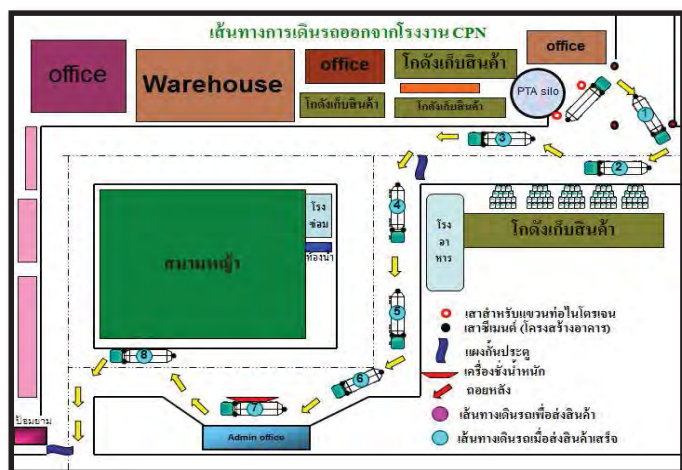 เส้นทางการเดินรถออกจากโรงงาน CPN
office
Warehouse
office
โกดังเก็บสินค้า
office
โกดังเก็บสินค้า
โกดังเก็บสินค้า
PTA silo
1
3
2
4
โรง
ซ่อม
ห้องน้ำ
สนามหญ้า
โรง
อา
หาร
โกดังเก็บสินค้า
5
8
6
7
Admin office
ป้อมยาม
เสาสำหรับแขวนท่อไนโตรเจน
เสาซีเมนต์ (โครงสร้างอาคาร)
แผงกั้นประตู
เครื่องชั่งน้ำหนัก
ถอยหลัง
เส้นทางเดินรถเพื่อส่งสินค้า
เส้นทางเดินรถเมื่อส่งสินค้าเสร็จ